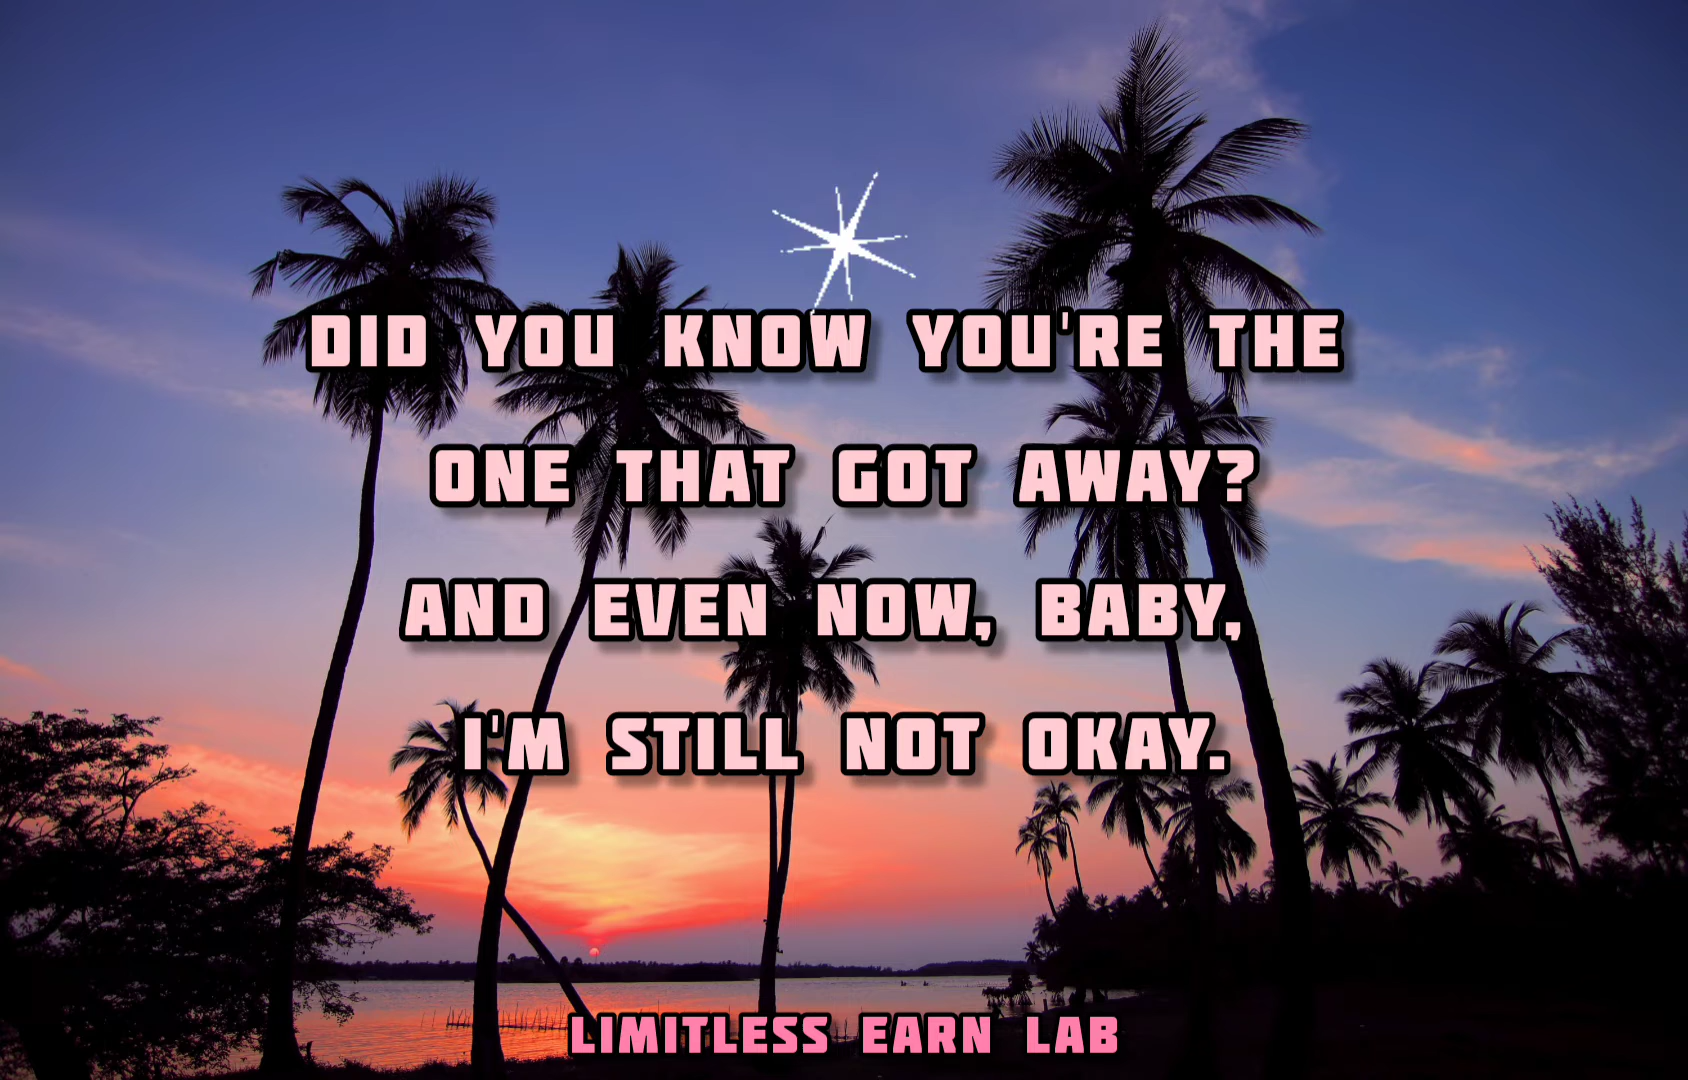 DID YOU KNOW YOU'RE THE
ONE THAT GOT AWAY?
AND EVEN NOW, BABY,
I'M STILL NOT OKAY.
LIMITLESS EARN LAB